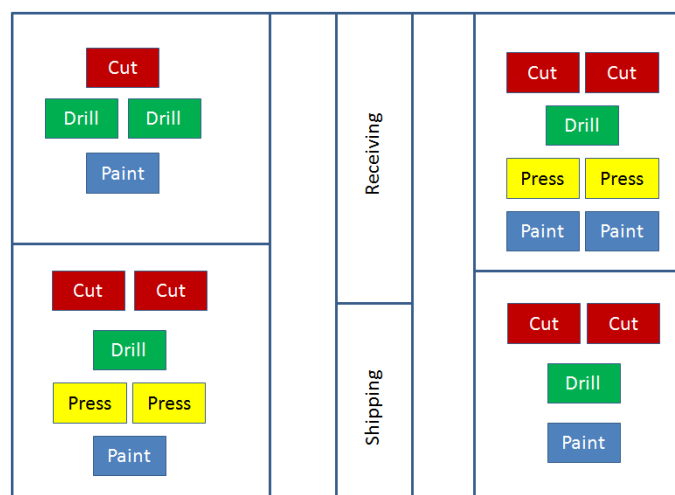 Cut
Drill Drill
Paint
Cut Cut
Drill
Press Press
Paint
Receiving
Shipping
Cut Cut
Drill
Press Press
Paint Paint
Cut Cut
Drill
Paint